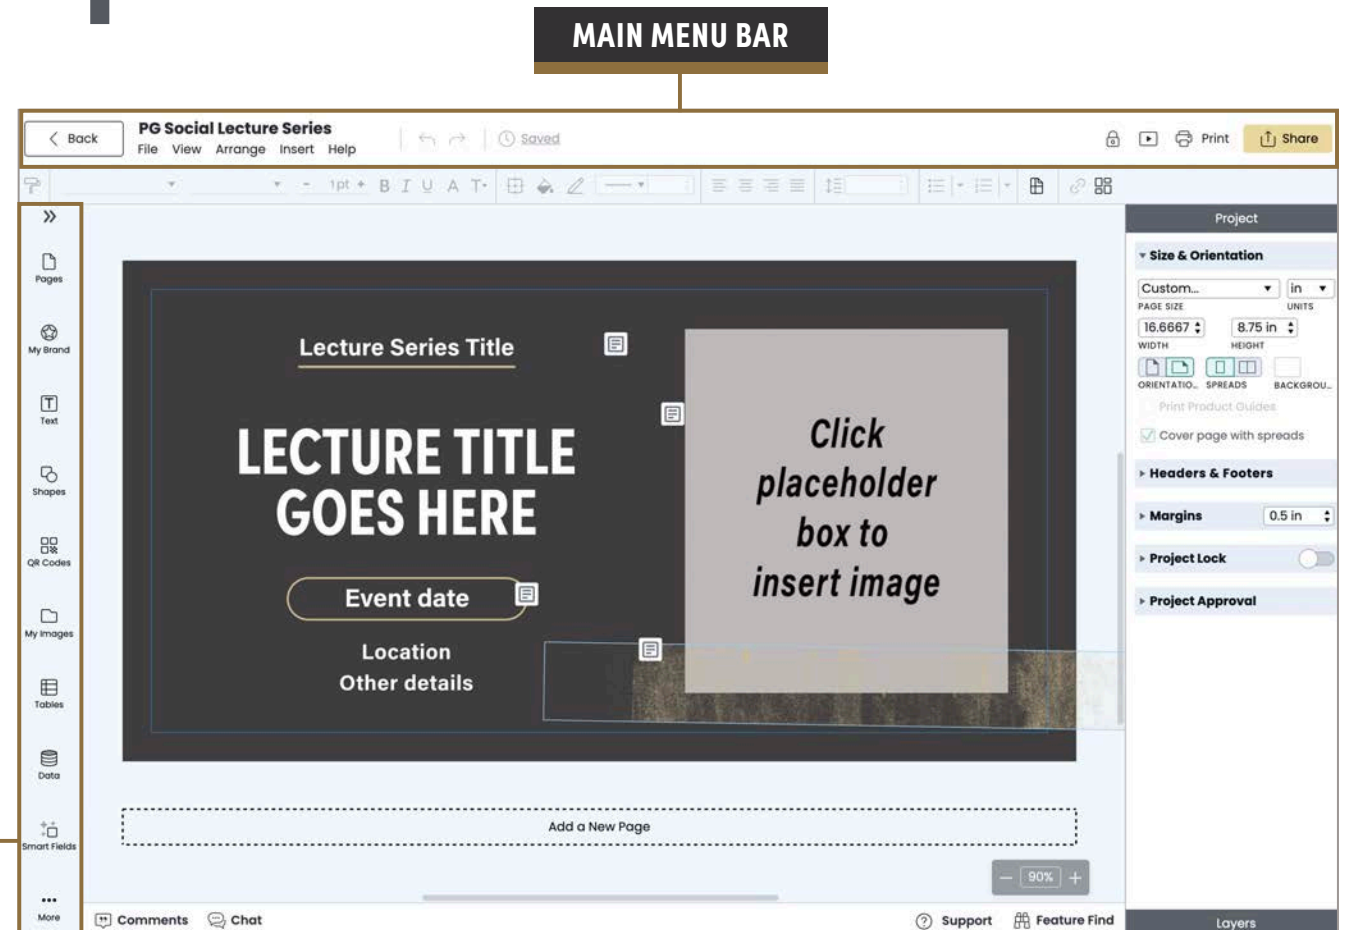 MAIN MENU BAR
Back
PG Social Lecture Series
File View Arrange Insert Help
Saved
Print
Share
1pt
B I U A T
Project
Pages
My Brand
Text
Shapes
QR Codes
My Images
Tables
Data
Smart Fields
More
Lecture Series Title
LECTURE TITLE
GOES HERE
Event date
Location
Other details
Click
placeholder
box to
insert image
Add a New Page
90%
Size & Orientation
Custom...
in
PAGE SIZE
UNITS
16.6667
8.75 in
WIDTH
HEIGHT
ORIENTATIO...
SPREADS
BACKGROU...
Print Product Guides
Cover page with spreads
Headers & Footers
Margins
0.5 in
Project Lock
Project Approval
Comments
Chat
Support
Feature Find
Layers